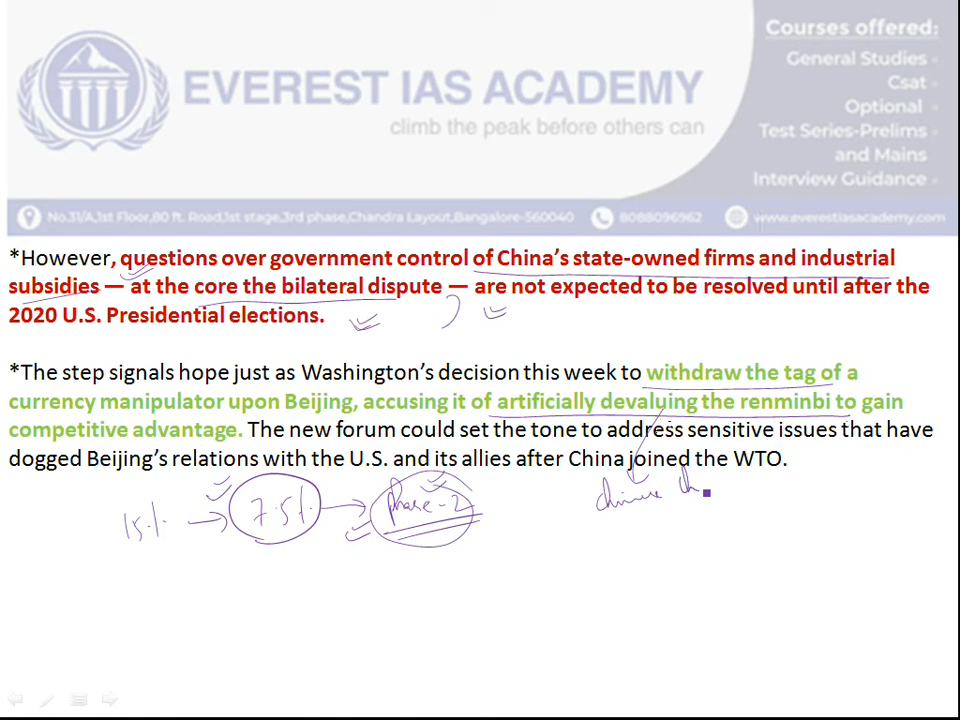 Courses offered:
General Studies
Csat
Optional
Test Series-Prelims
and Mains
Interview Guidance
EVEREST IAS ACADEMY
climb the peak before others can
No.31/A,1st Floor,80 ft. Road,1st stage,3rd phase,Chandra Layout,Bangalore-560040 8088096962 www.everestiasacademy.com
*However, questions over government control of China’s state-owned firms and industrial
subsidies — at the core the bilateral dispute — are not expected to be resolved until after the
2020 U.S. Presidential elections.
*The step signals hope just as Washington’s decision this week to withdraw the tag of a
currency manipulator upon Beijing, accusing it of artificially devaluing the renminbi to gain
competitive advantage. The new forum could set the tone to address sensitive issues that have
dogged Beijing’s relations with the U.S. and its allies after China joined the WTO.
15% 7.5% phase-2